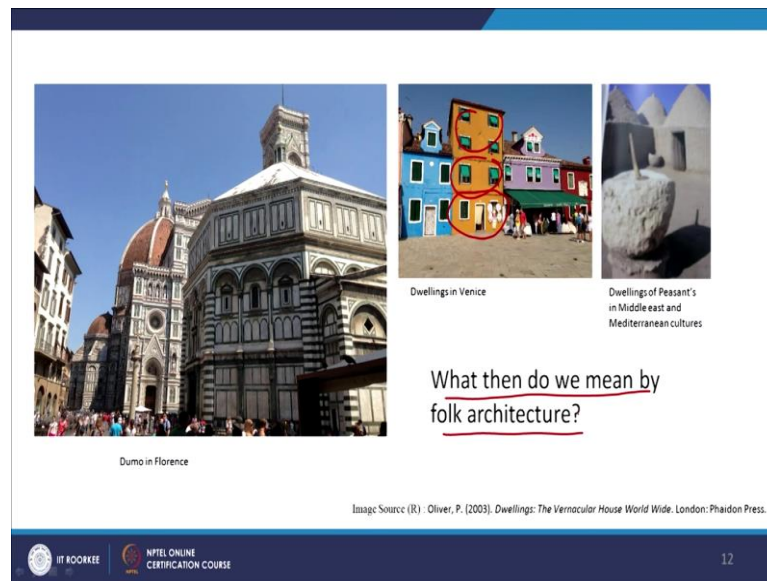 Dwellings in Venice
Dwellings of Peasant's
in Middle east and
Mediterranean cultures
What then do we mean by
folk architecture?
Dumo in Florence
Image Source (R) : Oliver, P. (2003). Dwellings: The Vernacular House World Wide. London: Phaidon Press.
IIT ROORKEE
NPTEL ONLINE
CERTIFICATION COURSE
12